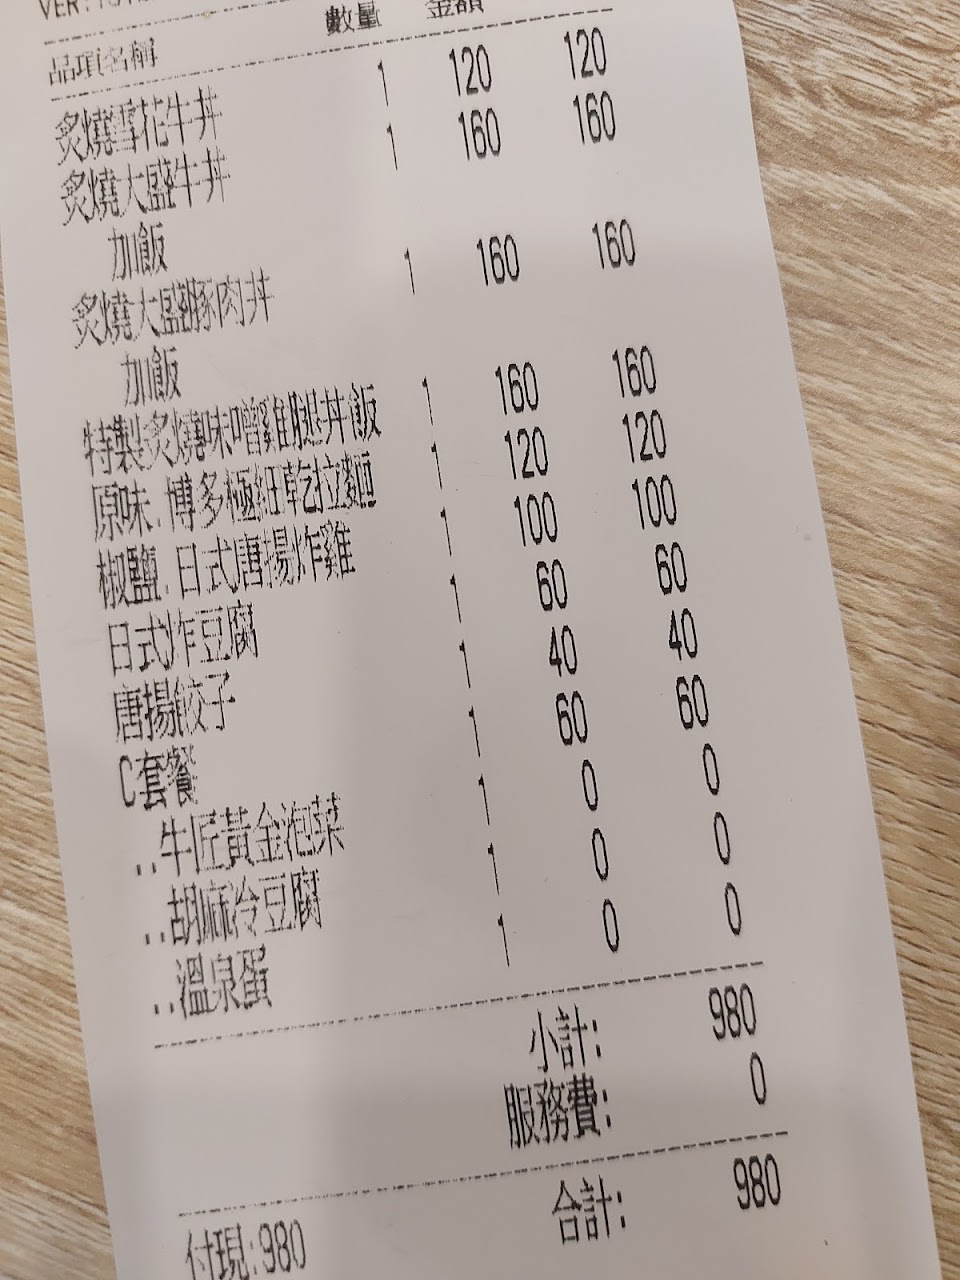 VER:
數量 金額
品項名稱
炙燒雪花牛丼 1 120 120
炙燒大盛牛丼 1 160 160
加飯
炙燒大盛豚肉丼 1 160 160
加飯
特製炙燒味噌雞腿丼飯 1 160 160
原味.博多極細乾拉麵 1 120 120
椒鹽.日式唐揚炸雞 1 100 100
日式炸豆腐 1 60 60
唐揚餃子 1 40 40
C套餐 1 60 60
..牛匠黃金泡菜 1 0 0
..胡麻冷豆腐 1 0 0
..溫泉蛋 1 0 0
小計: 980
服務費: 0
合計: 980
付現:980